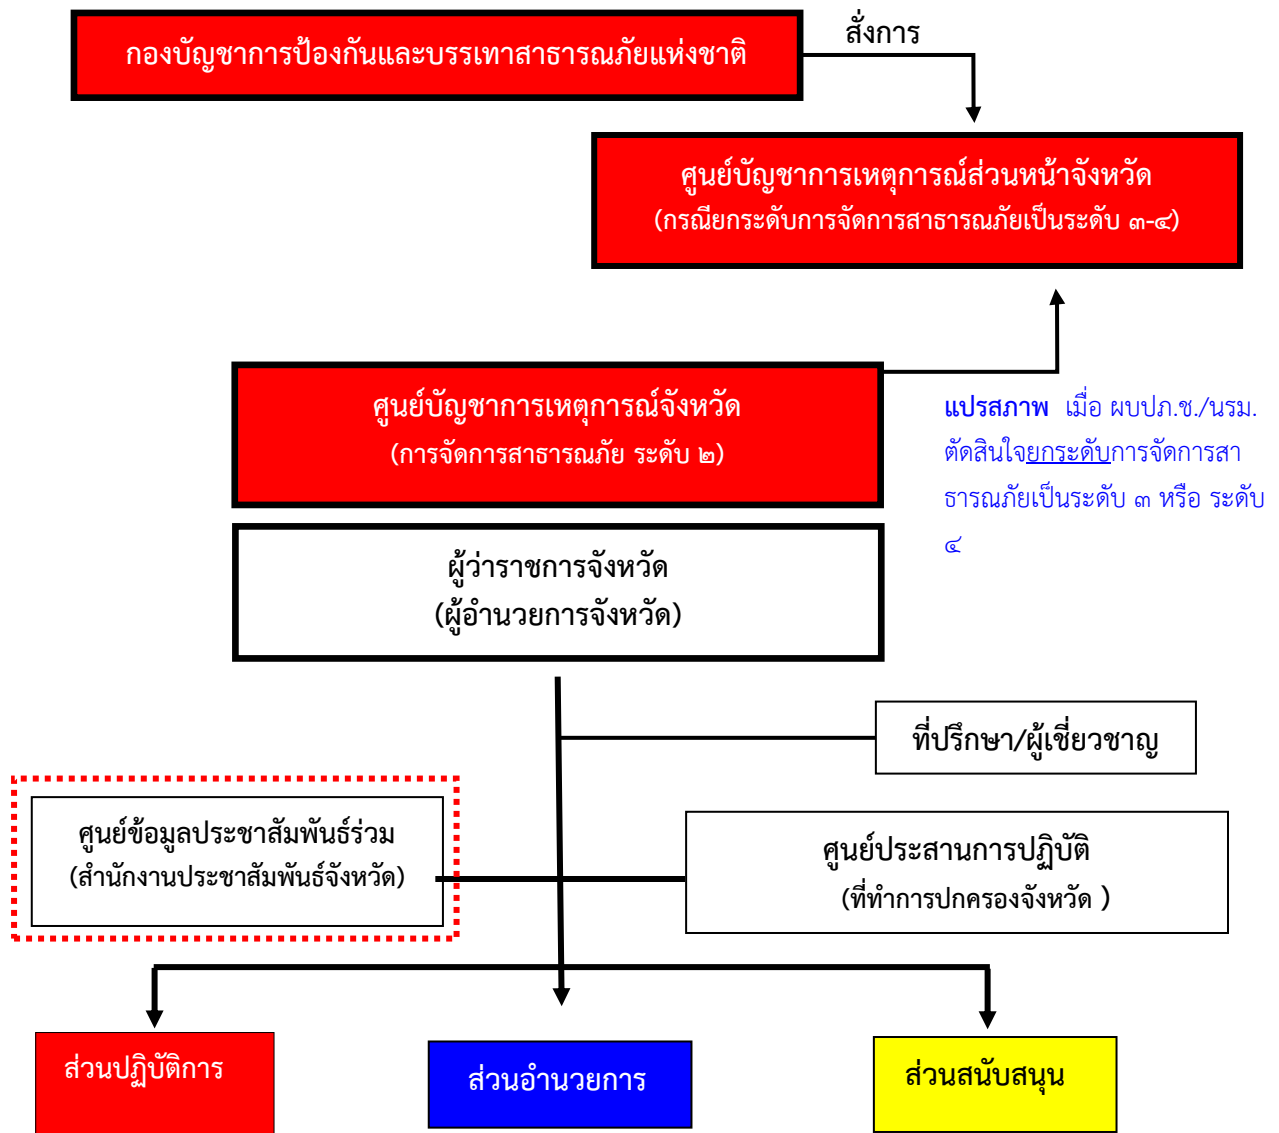 สั่งการ
กองบัญชาการป้องกันและบรรเทาสาธารณภัยแห่งชาติ
ศูนย์บัญชาการเหตุการณ์ส่วนหน้าจังหวัด
(กรณียกระดับการจัดการสาธารณภัยเป็นระดับ ๓-๔)
ศูนย์บัญชาการเหตุการณ์จังหวัด
(การจัดการสาธารณภัย ระดับ ๒)
แปรสภาพ เมื่อ ผบปภ.ช./นรม.
ตัดสินใจยกระดับการจัดการสา
ธารณภัยเป็นระดับ ๓ หรือ ระดับ
๔
ผู้ว่าราชการจังหวัด
(ผู้อำนวยการจังหวัด)
ที่ปรึกษา/ผู้เชี่ยวชาญ
ศูนย์ข้อมูลประชาสัมพันธ์ร่วม
(สำนักงานประชาสัมพันธ์จังหวัด)
ศูนย์ประสานการปฏิบัติ
(ที่ทำการปกครองจังหวัด )
ส่วนปฏิบัติการ
ส่วนอำนวยการ
ส่วนสนับสนุน